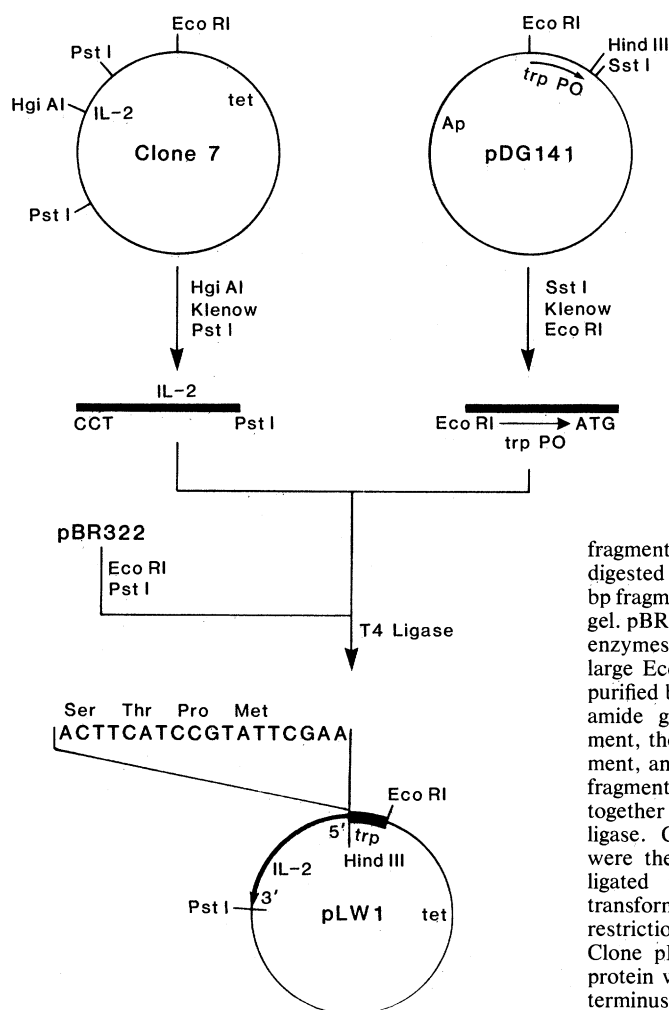 Eco RI
Pst I
Hgi AI
IL-2
tet
Clone 7
Pst I
Eco RI
Hind III
Sst I
trp PO
Ap
pDG141
Hgi AI
Klenow
Pst I
Sst I
Klenow
Eco RI
IL-2
CCT
Pst I
Eco RI
ATG
trp PO
pBR322
Eco RI
Pst I
T4 Ligase
Ser Thr Pro Met
ACTTCATCCGTATTCGAA
Eco RI
5'
trp
Hind III
IL-2
Pst I
3'
pLW1
tet
fragment
digested
bp fragm
gel. pBR
enzymes
large Ec
purified b
amide g
ment, the
ment, an
fragment
together
ligase. C
were the
ligated
transform
restriction
Clone pl
protein v
terminus